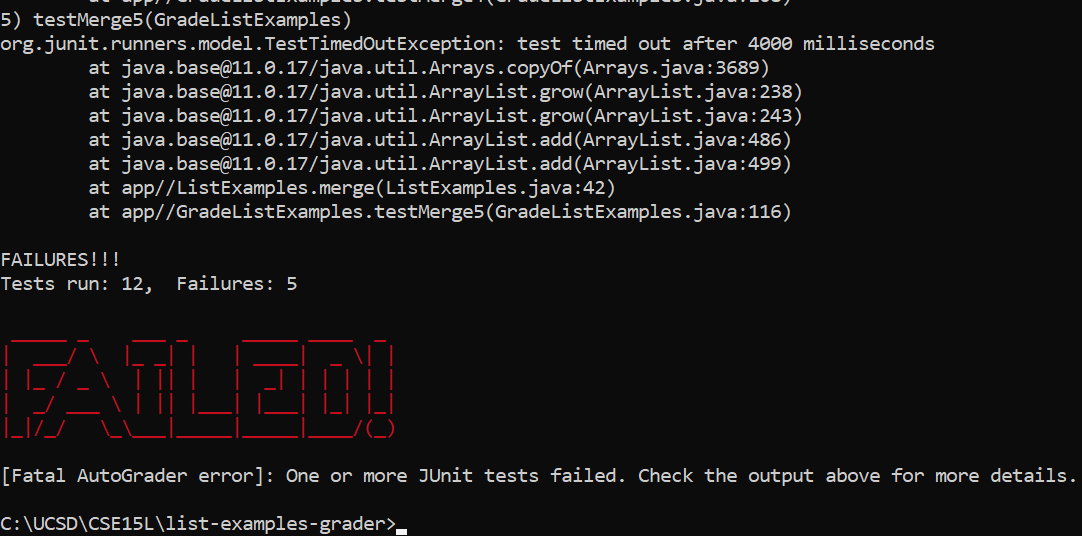 5) testMerge5(GradeListExamples)
org.junit.runners.model.TestTimedOutException: test timed out after 4000 milliseconds
at java.base@11.0.17/java.util.Arrays.copyOf(Arrays.java:3689)
at java.base@11.0.17/java.util.ArrayList.grow(ArrayList.java:238)
at java.base@11.0.17/java.util.ArrayList.grow(ArrayList.java:243)
at java.base@11.0.17/java.util.ArrayList.add(ArrayList.java:486)
at java.base@11.0.17/java.util.ArrayList.add(ArrayList.java:499)
at app//ListExamples.merge(ListExamples.java:42)
at app//GradeListExamples.testMerge5(GradeListExamples.java:116)
FAILURES!!!
Tests run: 12,  Failures: 5
FAILED!
[Fatal AutoGrader error]: One or more JUnit tests failed. Check the output above for more details.
C:\UCSD\CSE15L\list-examples-grader>